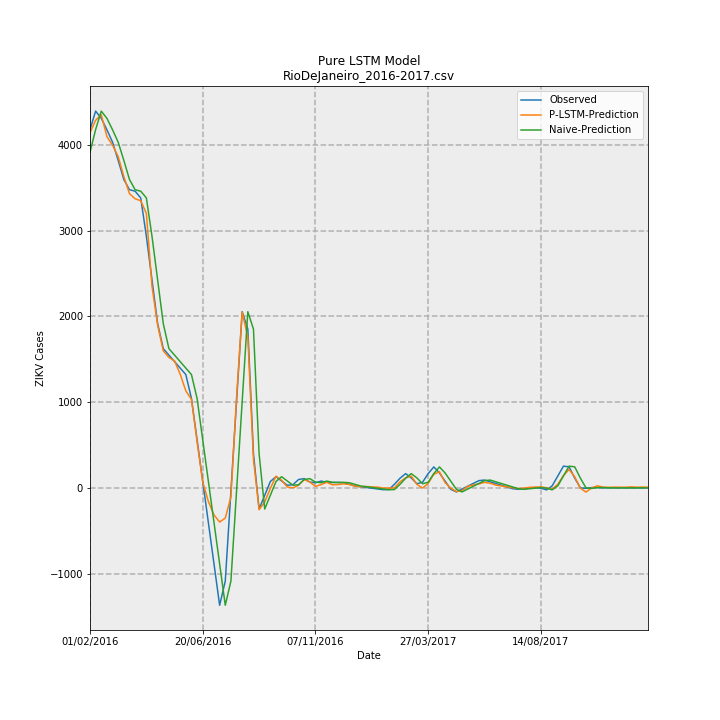 Pure LSTM Model
RioDeJaneiro_2016-2017.csv
Observed
P-LSTM-Prediction
Naive-Prediction
4000
3000
2000
1000
0
−1000
ZIKV Cases
01/02/2016
20/06/2016
07/11/2016
27/03/2017
14/08/2017
Date